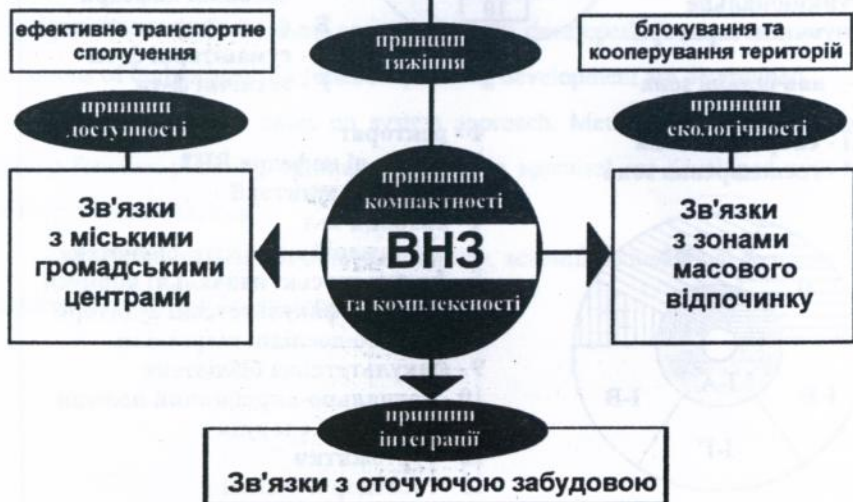 ефективне транспортне
сполучення
блокування та
кооперування територій
принцип
тяжіння
принцип
доступності
принцип
екологічності
Зв'язки
з міськими
громадськими
центрами
принципи
компактності
ВНЗ
та комплексності
Зв'язки
з зонами
масового
відпочинку
принцип
інтеграції
Зв'язки з оточуючою забудовою